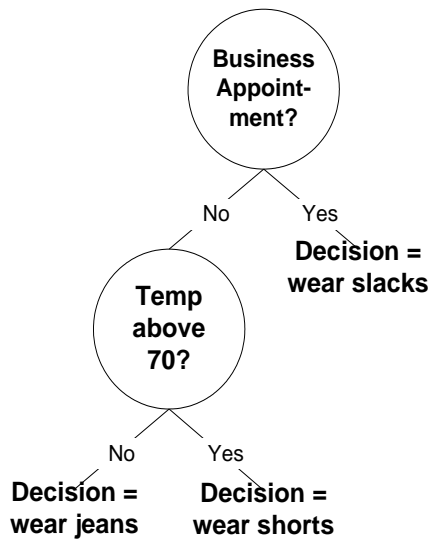 Business
Appoint-
ment?
No
Yes
Decision =
wear slacks
Temp
above
70?
No
Yes
Decision =
wear jeans
Decision =
wear shorts